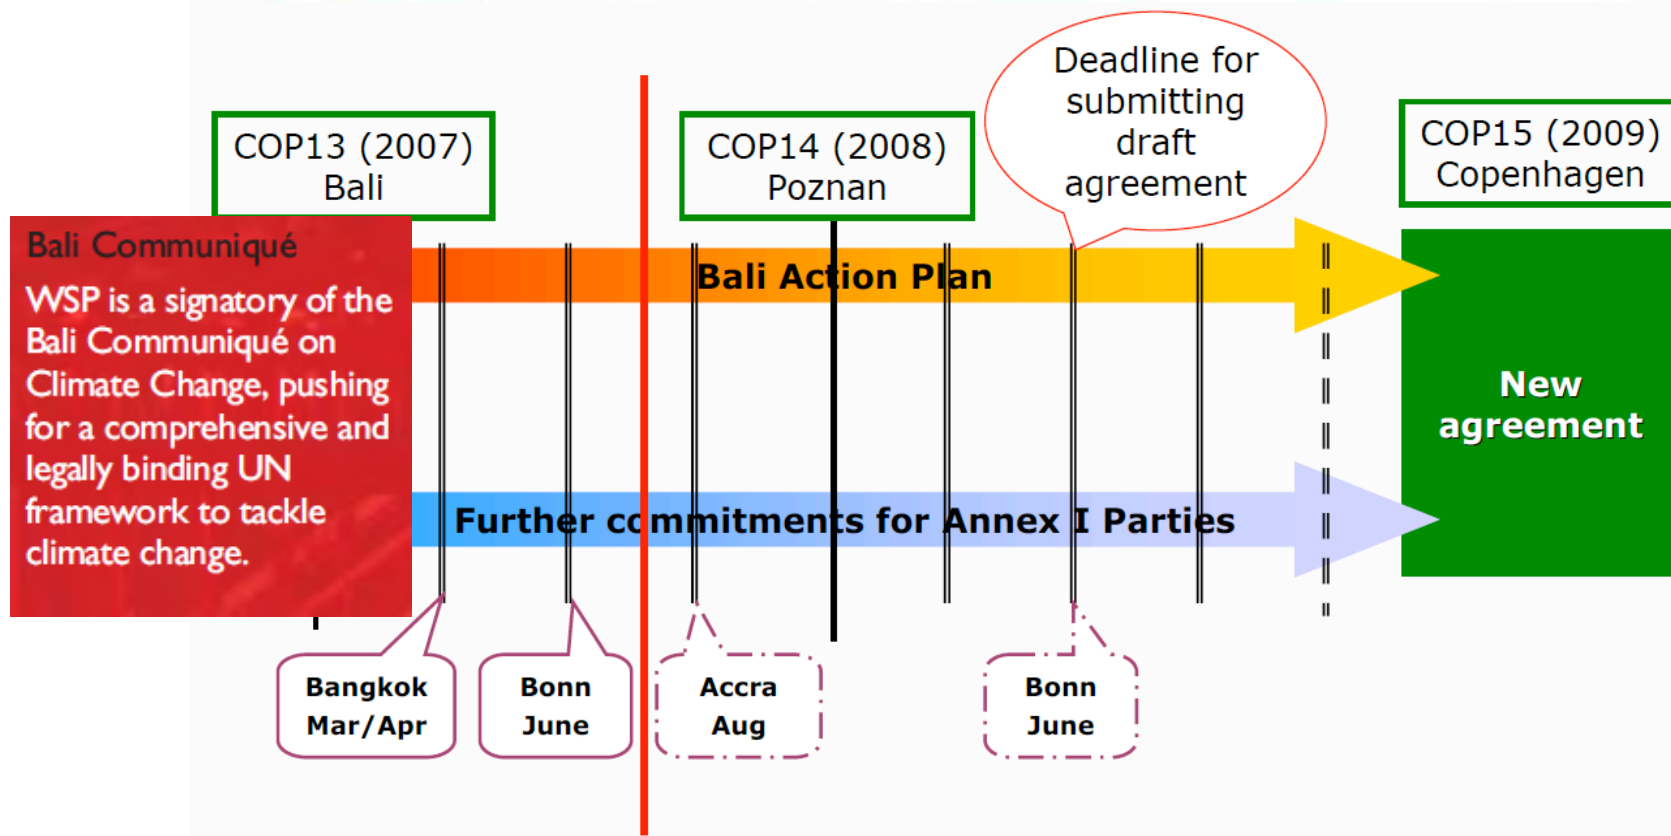 Deadline for
submitting
draft
agreement
COP13 (2007)
Bali
COP14 (2008)
Poznan
COP15 (2009)
Copenhagen
Bali Communiqué
WSP is a signatory of the
Bali Communiqué on
Climate Change, pushing
for a comprehensive and
legally binding UN
framework to tackle
climate change.
Bali Action Plan
New
agreement
Further commitments for Annex I Parties
Bangkok
Mar/Apr
Bonn
June
Accra
Aug
Bonn
June